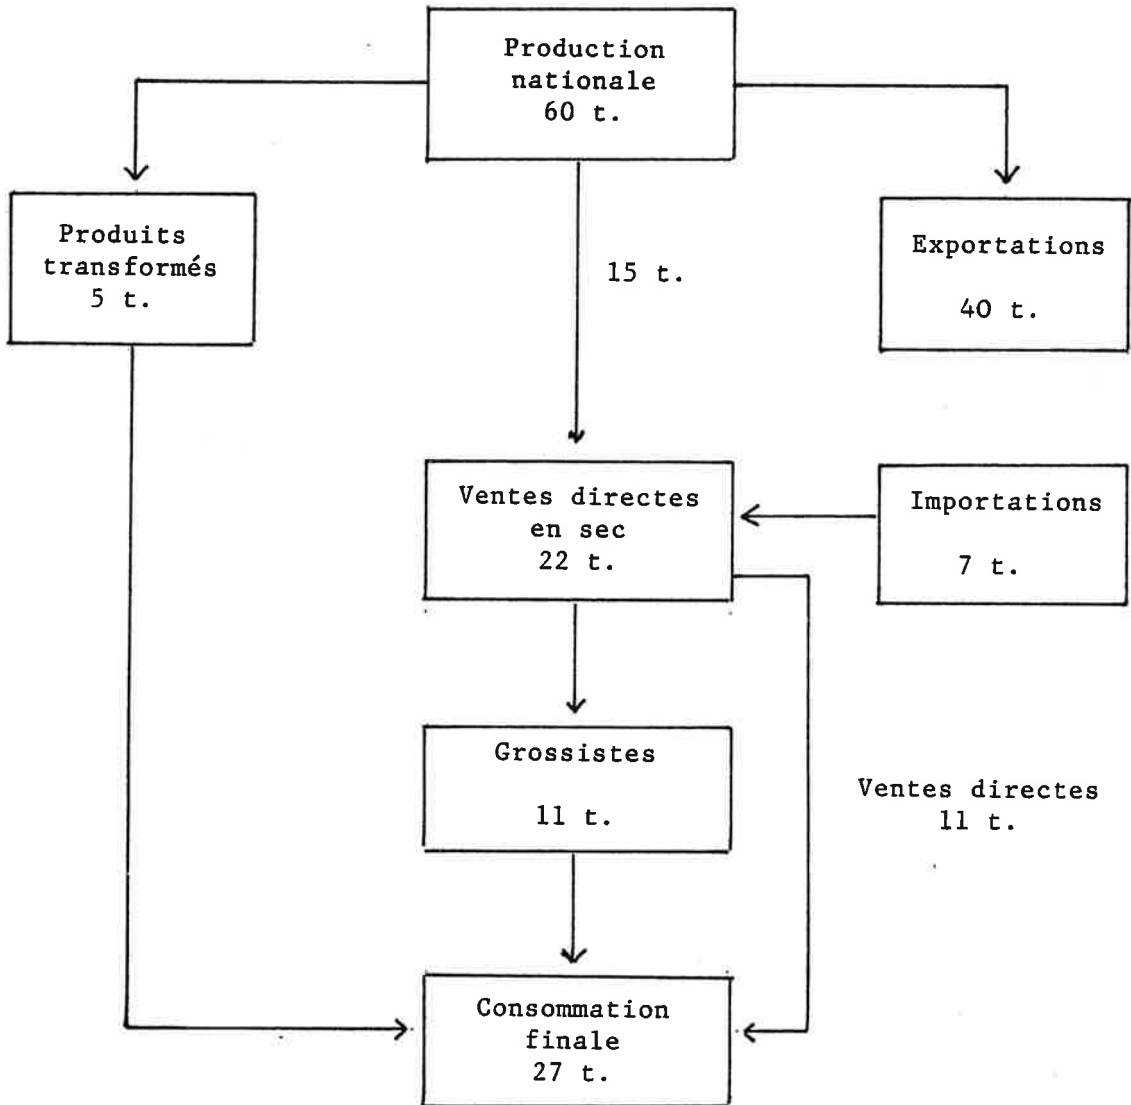 Production
nationale
60 t.
Produits
transformés
5 t.
15 t.
Exportations
40 t.
Ventes directes
en sec
22 t.
Importations
7 t.
Grossistes
11 t.
Ventes directes
11 t.
Consommation
finale
27 t.